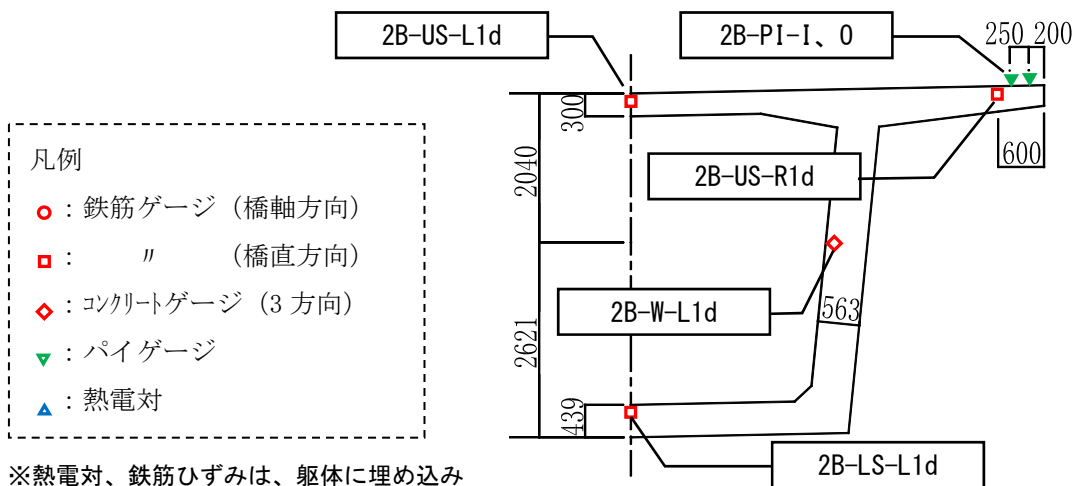 2B-US-L1d
2B-PI-I、O
250 200
300
600
2040
2B-US-R1d
凡例
：鉄筋ゲージ（橋軸方向）
：　〃　（橋直方向）
：コンクリートゲージ（3方向）
：パイゲージ
：熱電対
2B-W-L1d
563
2621
439
2B-LS-L1d
※熱電対、鉄筋ひずみは、躯体に埋め込み